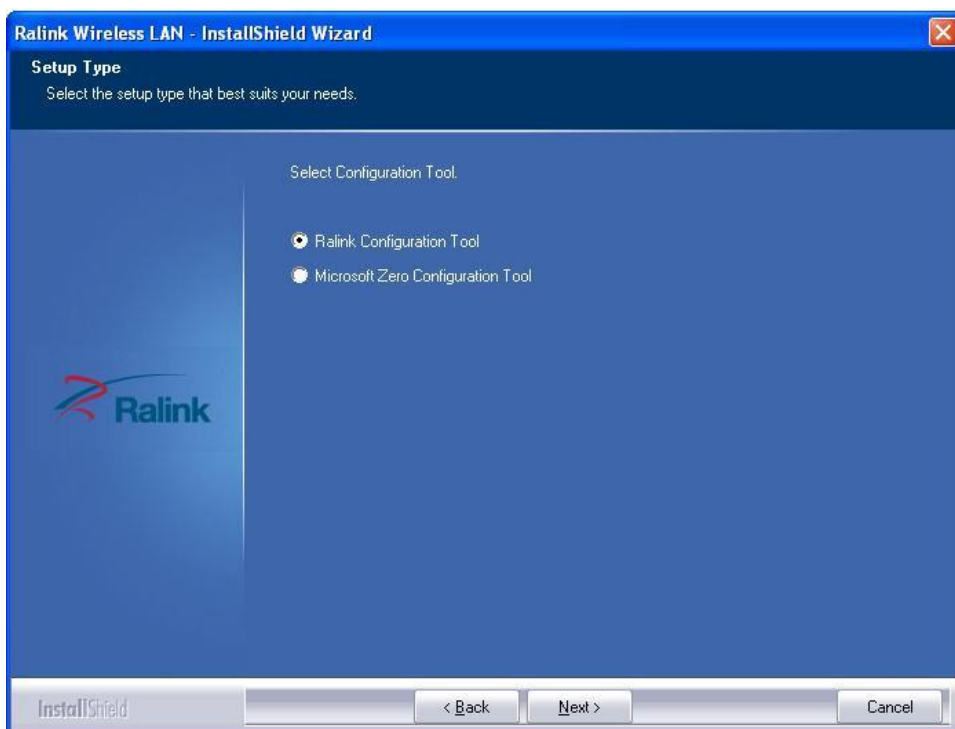 Ralink Wireless LAN - InstallShield Wizard
Setup Type
Select the setup type that best suits your needs.
Select Configuration Tool.
Ralink Configuration Tool
Microsoft Zero Configuration Tool
Ralink
InstallShield
< Back
Next >
Cancel